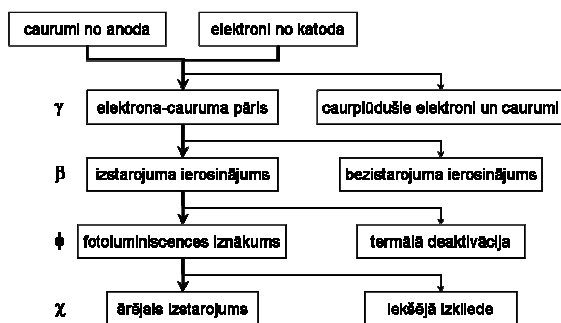 caurumi no anoda
elektroni no katoda
γ
elektrona-cauruma pāris
caurplūdušie elektroni un caurumi
β
izstarojuma ierosinājums
bezistarojuma ierosinājums
ϕ
fotoluminiscences iznākums
termālā deaktivācija
χ
ārējais izstarojums
iekšējā izkliede